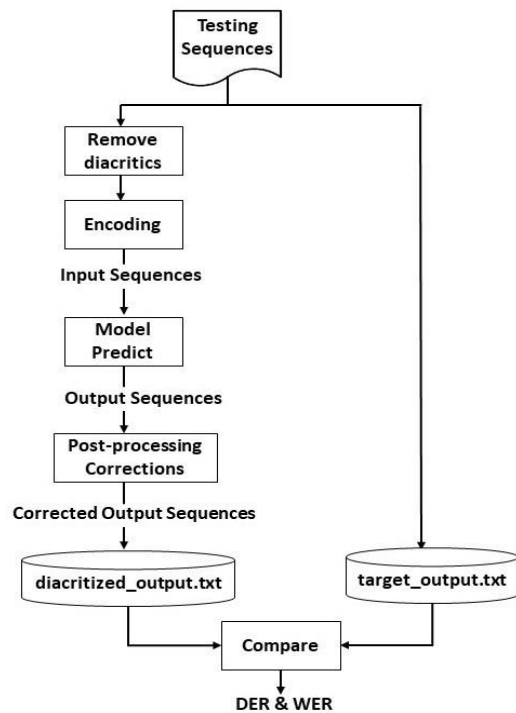 Testing
Sequences
Remove
diacritics
Encoding
Input Sequences
Model
Predict
Output Sequences
Post-processing
Corrections
Corrected Output Sequences
diacritized_output.txt
target_output.txt
Compare
DER & WER